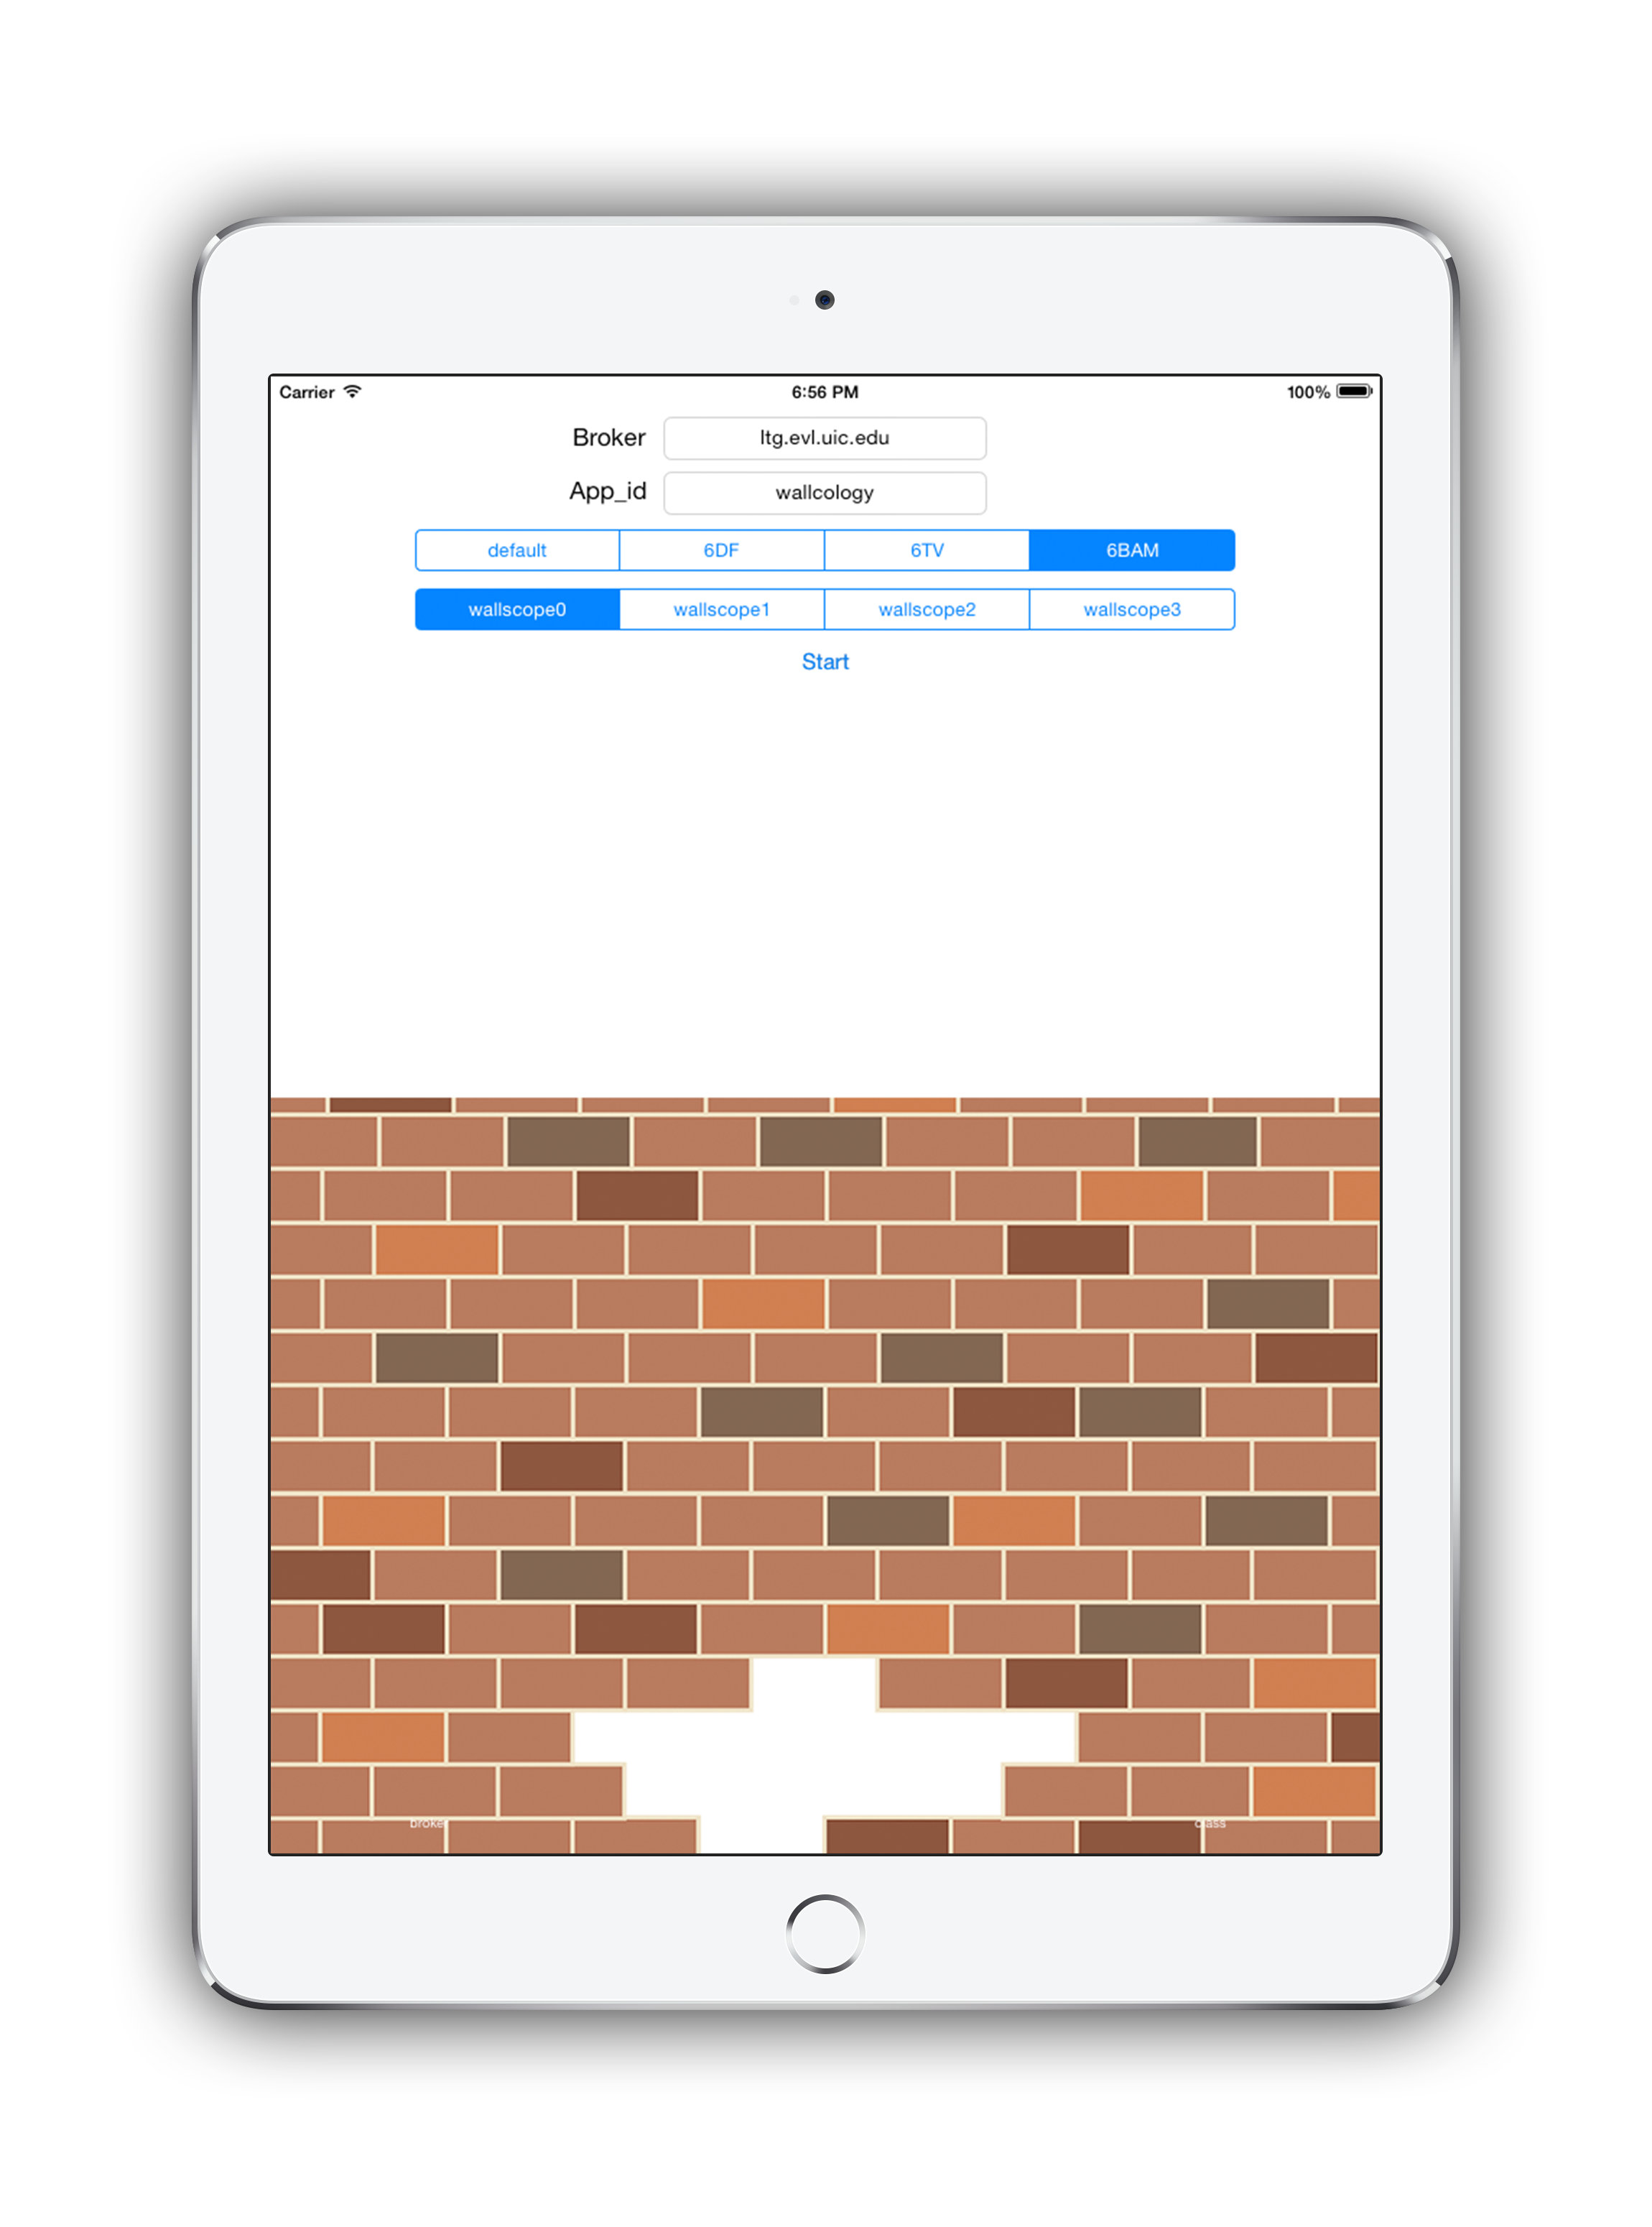 Carrier 6:56 PM 100%
Broker ltg.evl.uic.edu
App_id wallcology
default 6DF 6TV 6BAM
wallscope0 wallscope1 wallscope2 wallscope3
Start
broker class